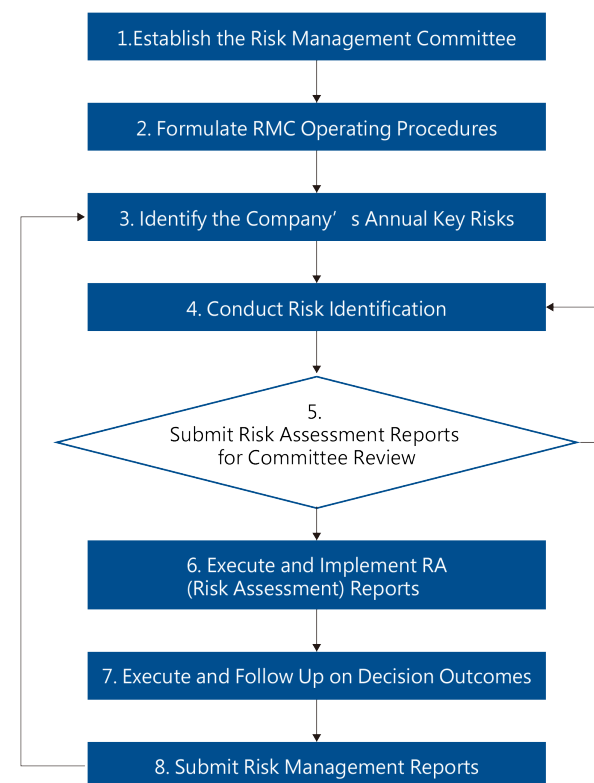 1.Establish the Risk Management Committee
2. Formulate RMC Operating Procedures
3. Identify the Company’ s Annual Key Risks
4. Conduct Risk Identification
5.
Submit Risk Assessment Reports
for Committee Review
6. Execute and Implement RA
(Risk Assessment) Reports
7. Execute and Follow Up on Decision Outcomes
8. Submit Risk Management Reports